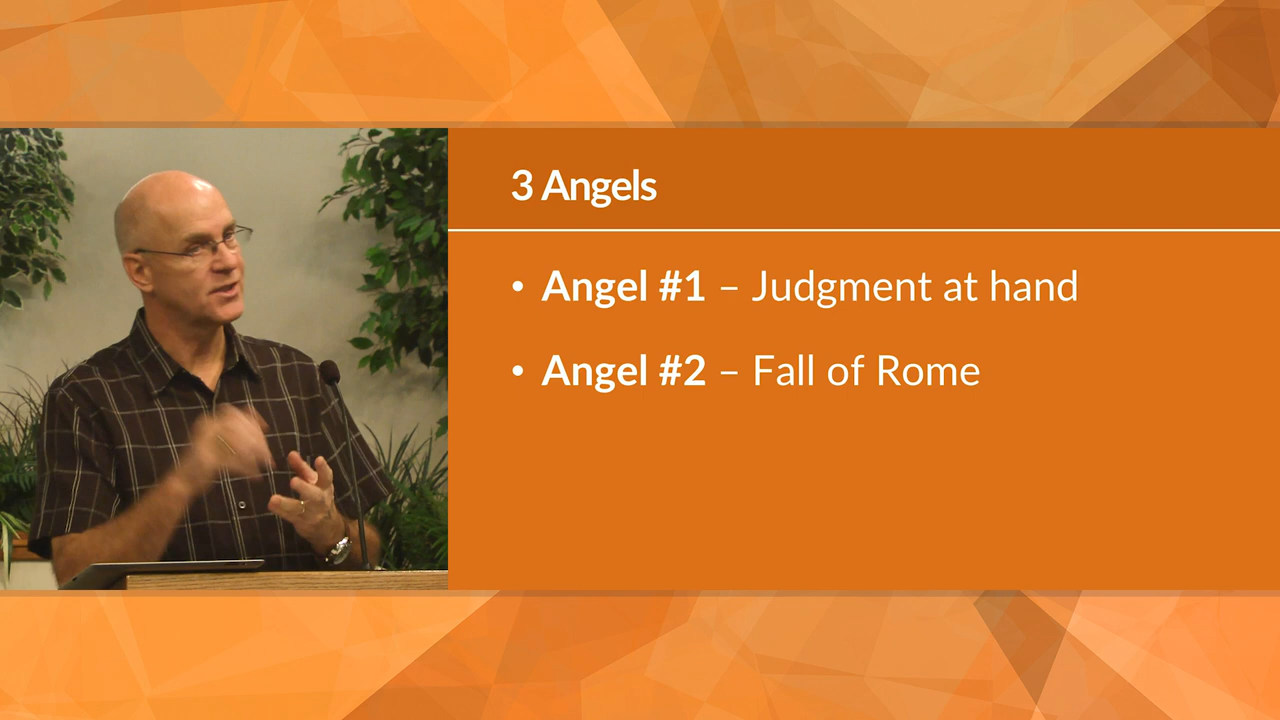 3 Angels
• Angel #1 – Judgment at hand
• Angel #2 – Fall of Rome